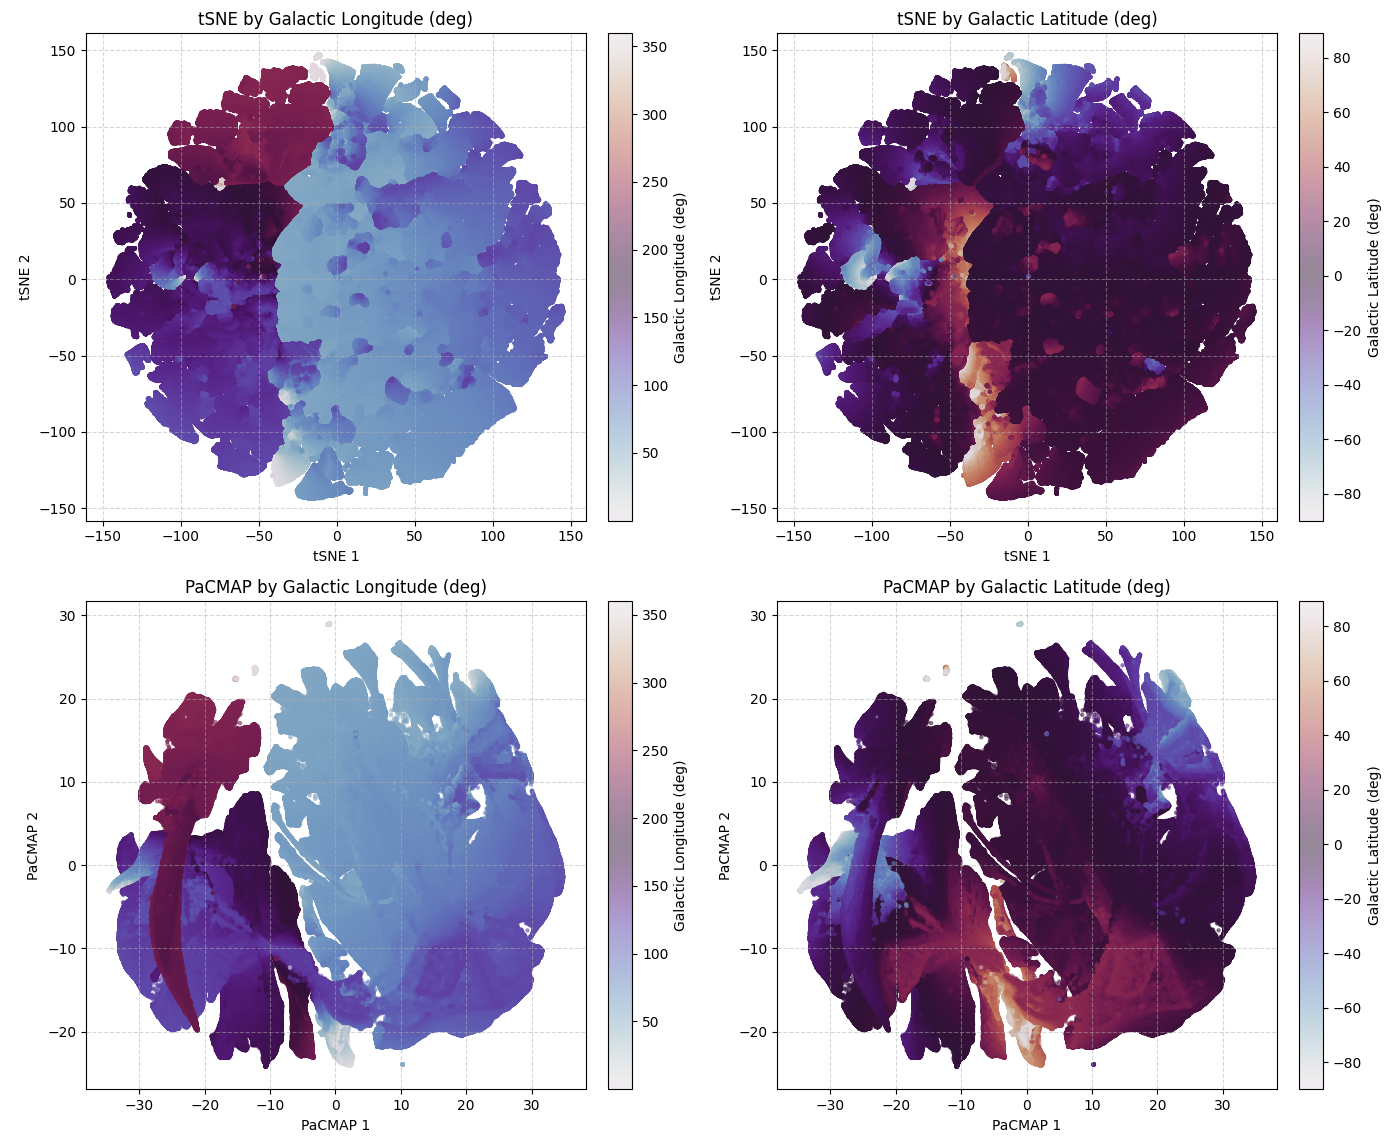 tSNE by Galactic Longitude (deg)
150
100
50
0
−50
−100
−150
tSNE 2
−150 −100 −50 0 50 100 150
tSNE 1
350
300
250
200
150
100
50
Galactic Longitude (deg)
tSNE by Galactic Latitude (deg)
150
100
50
0
−50
−100
−150
tSNE 2
−150 −100 −50 0 50 100 150
tSNE 1
80
60
40
20
0
−20
−40
−60
−80
Galactic Latitude (deg)
PaCMAP by Galactic Longitude (deg)
30
20
10
0
−10
−20
PaCMAP 2
−30 −20 −10 0 10 20 30
PaCMAP 1
350
300
250
200
150
100
50
Galactic Longitude (deg)
PaCMAP by Galactic Latitude (deg)
30
20
10
0
−10
−20
PaCMAP 2
−30 −20 −10 0 10 20 30
PaCMAP 1
80
60
40
20
0
−20
−40
−60
−80
Galactic Latitude (deg)